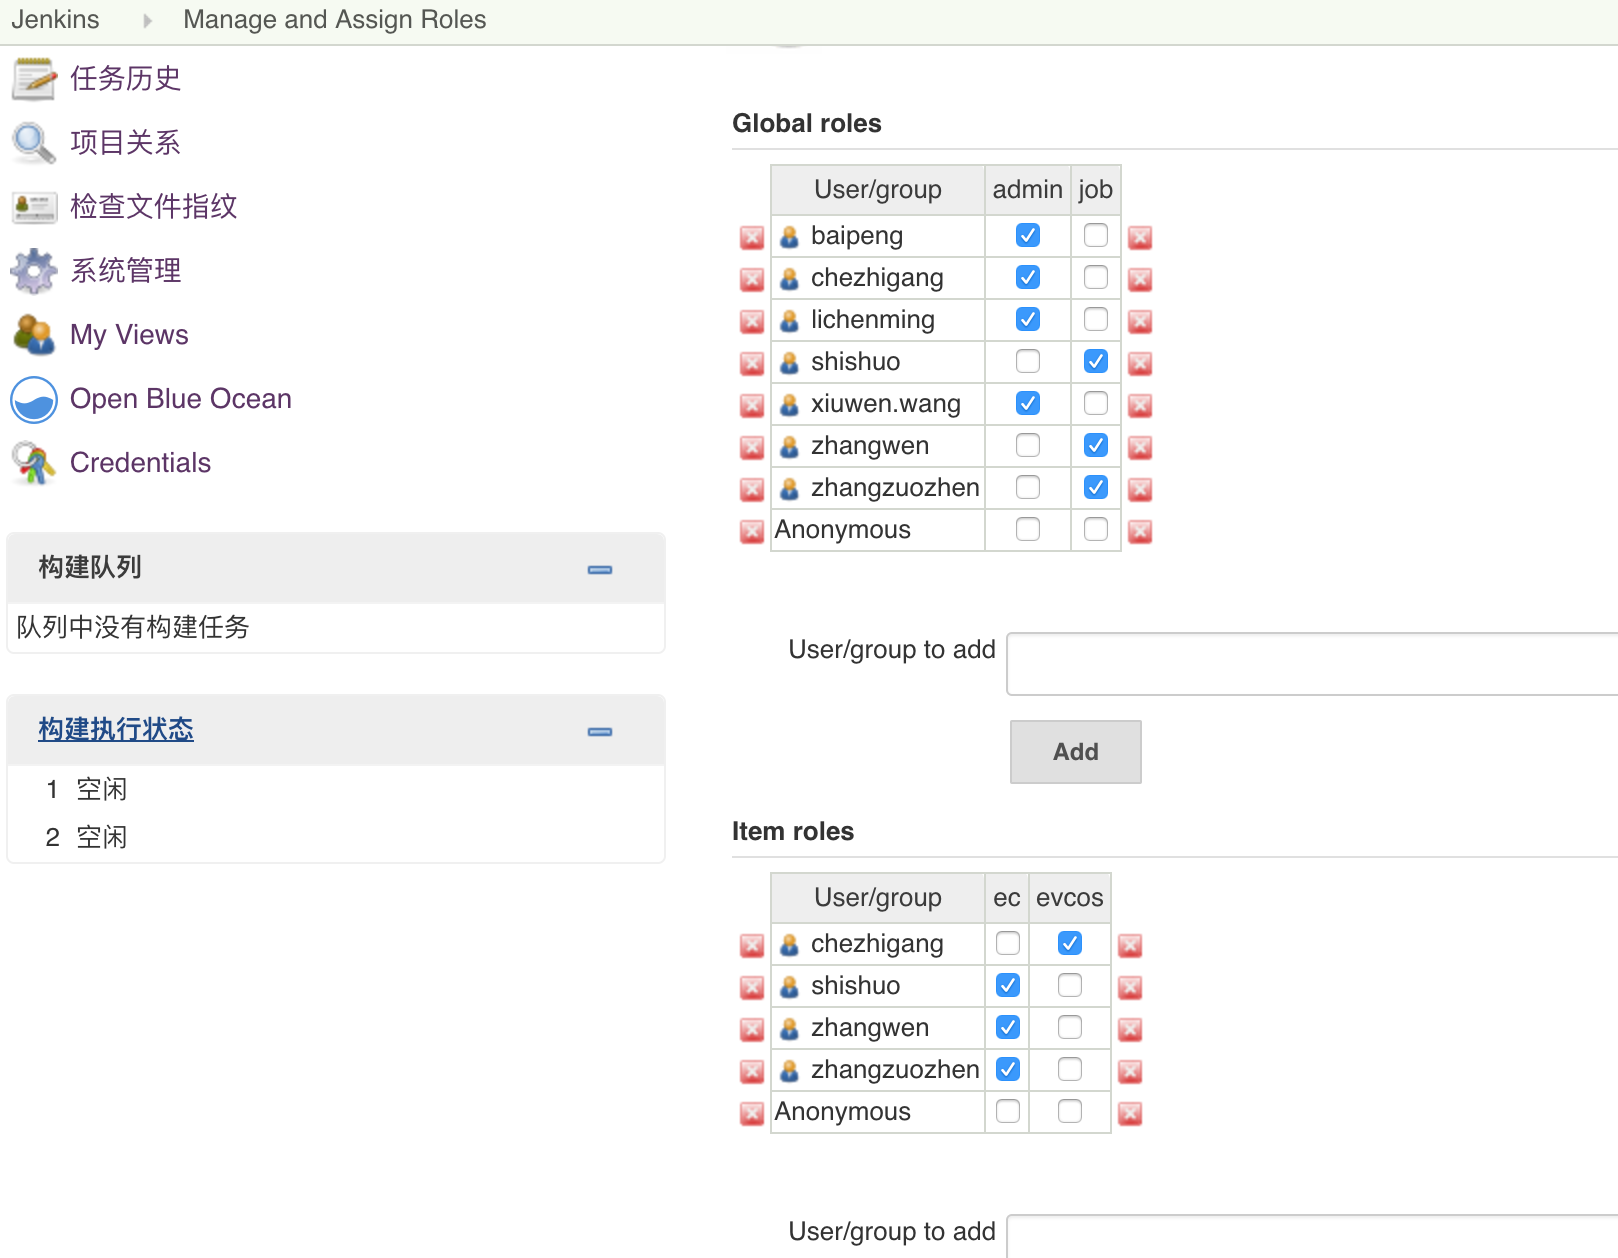 Jenkins Manage and Assign Roles
任务历史
项目关系
检查文件指纹
系统管理
My Views
Open Blue Ocean
Credentials
构建队列
队列中没有构建任务
构建执行状态
1 空闲
2 空闲
Global roles
User/group admin job
baipeng
chezhigang
lichenming
shishuo
xiuwen.wang
zhangwen
zhangzuozhen
Anonymous
User/group to add
Add
Item roles
User/group ec evcos
chezhigang
shishuo
zhangwen
zhangzuozhen
Anonymous
User/group to add